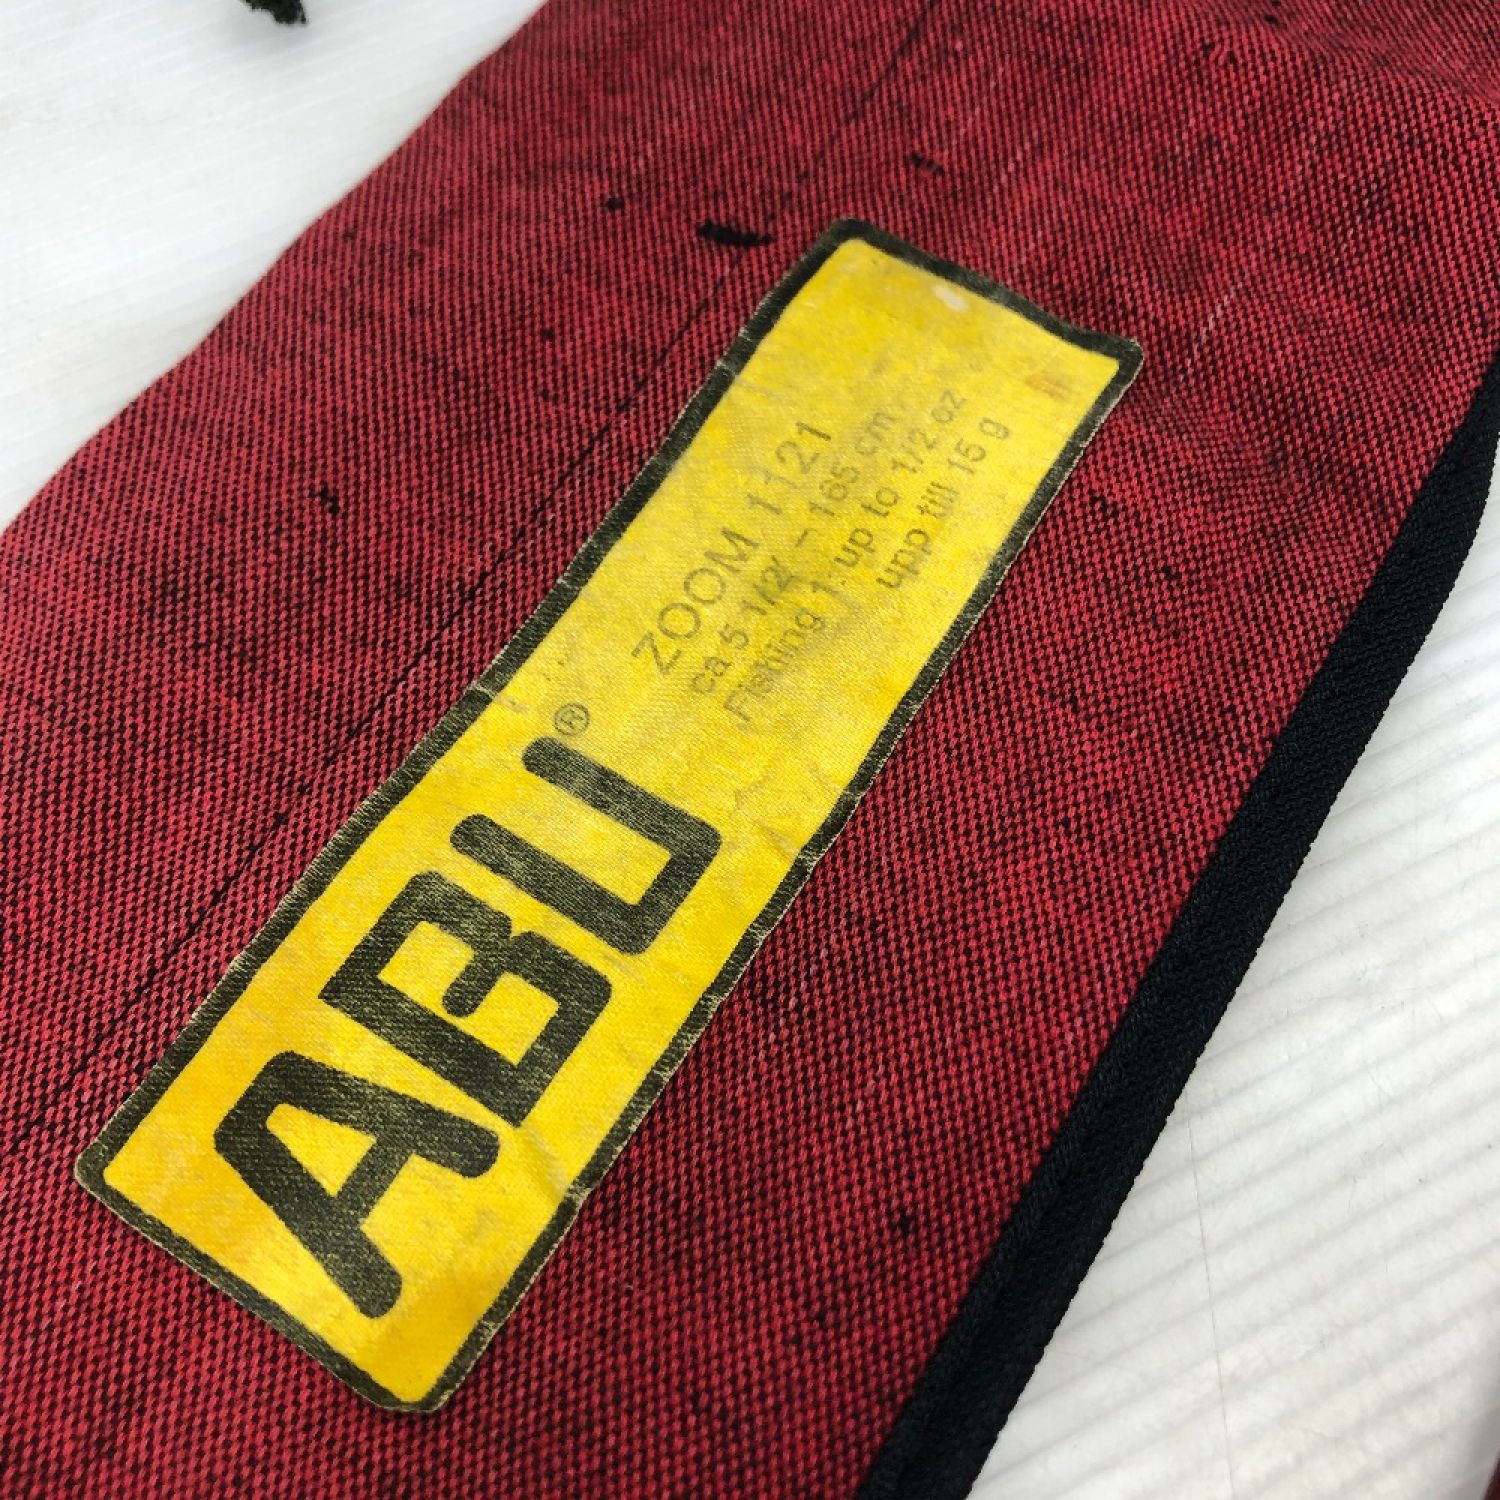 ABU®
ZOOM 1121
ca 5 1/2' – 165 cm
Fishing 1. up to 1/2 oz
upp till 15 g